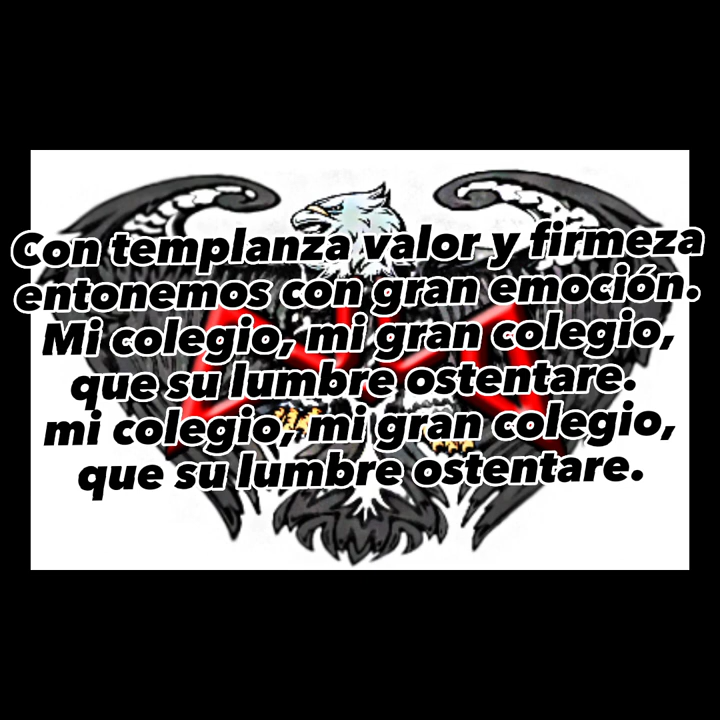 Con templanza valor y firmeza
entonemos con gran emoción.
Mi colegio, mi gran colegio,
que su lumbre ostentare.
mi colegio, mi gran colegio,
que su lumbre ostentare.